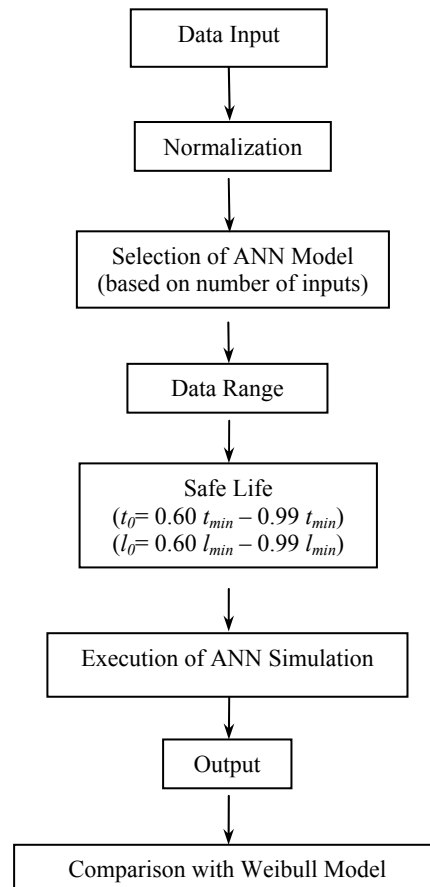 Data Input
Normalization
Selection of ANN Model
(based on number of inputs)
Data Range
Safe Life
(t0= 0.60 tmin – 0.99 tmin)
(l0= 0.60 lmin – 0.99 lmin)
Execution of ANN Simulation
Output
Comparison with Weibull Model